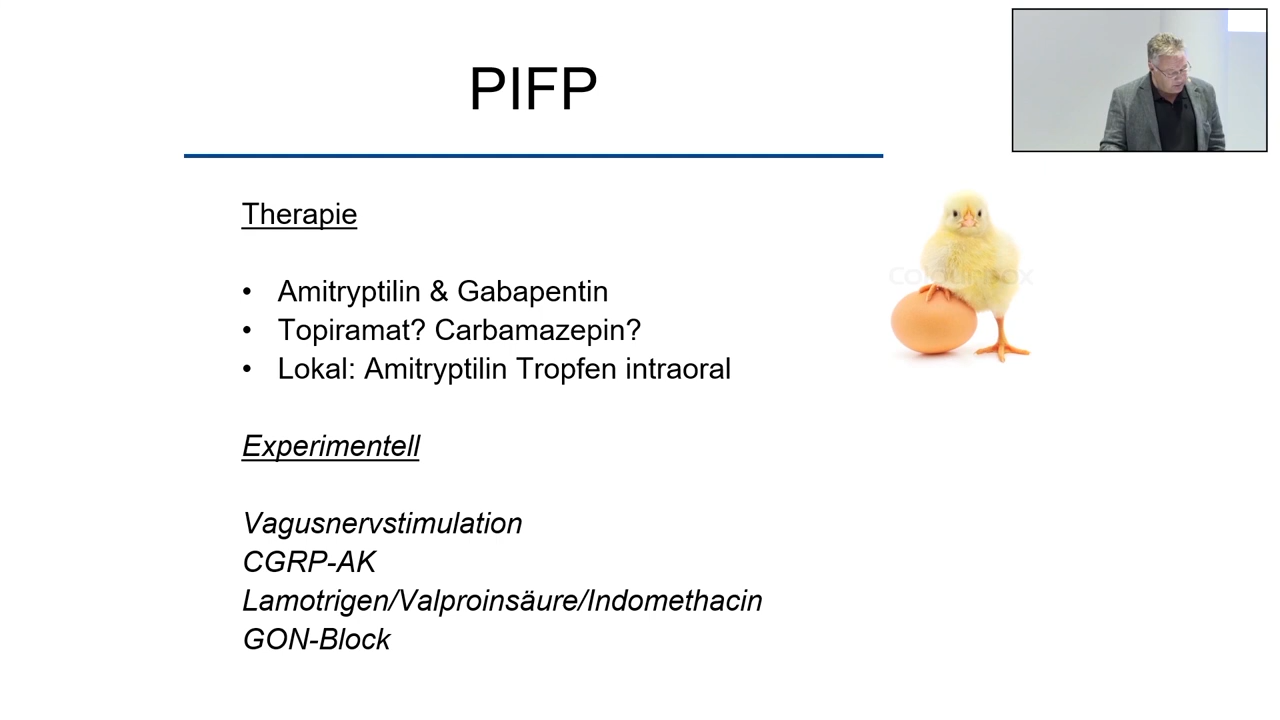 PIFP
Therapie
• Amitryptilin & Gabapentin
• Topiramat? Carbamazepin?
• Lokal: Amitryptilin Tropfen intraoral
Experimentell
Vagusnervstimulation
CGRP-AK
Lamotrigen/Valproinsäure/Indomethacin
GON-Block
Colourbox